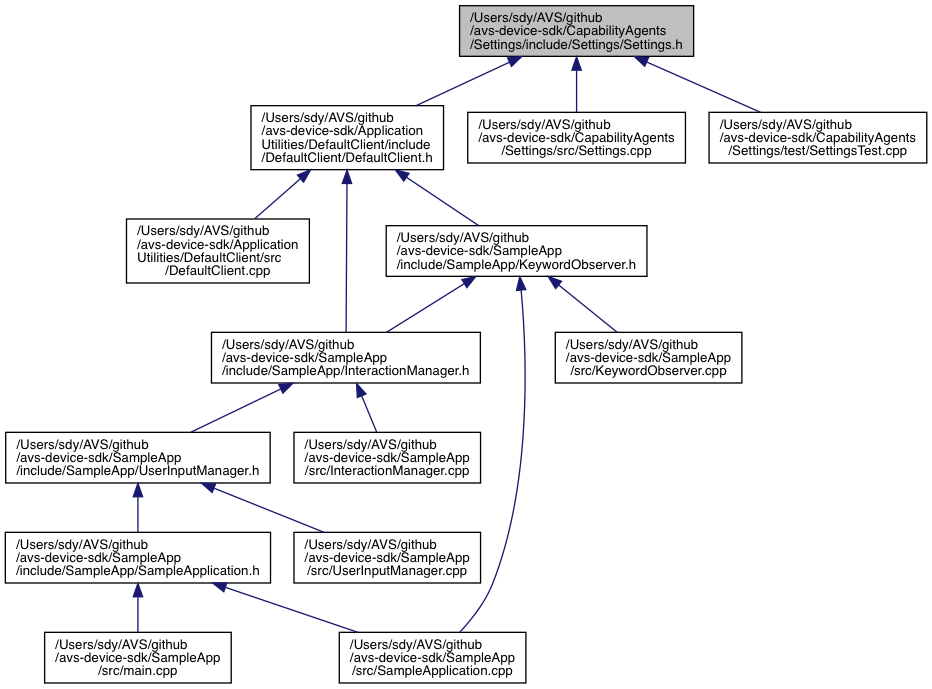 /Users/sdy/AVS/github
/avs-device-sdk/CapabilityAgents
/Settings/include/Settings/Settings.h
/Users/sdy/AVS/github
/avs-device-sdk/Application
Utilities/DefaultClient/include
/DefaultClient/DefaultClient.h
/Users/sdy/AVS/github
/avs-device-sdk/CapabilityAgents
/Settings/src/Settings.cpp
/Users/sdy/AVS/github
/avs-device-sdk/CapabilityAgents
/Settings/test/SettingsTest.cpp
/Users/sdy/AVS/github
/avs-device-sdk/Application
Utilities/DefaultClient/src
/DefaultClient.cpp
/Users/sdy/AVS/github
/avs-device-sdk/SampleApp
/include/SampleApp/KeywordObserver.h
/Users/sdy/AVS/github
/avs-device-sdk/SampleApp
/include/SampleApp/InteractionManager.h
/Users/sdy/AVS/github
/avs-device-sdk/SampleApp
/src/KeywordObserver.cpp
/Users/sdy/AVS/github
/avs-device-sdk/SampleApp
/include/SampleApp/UserInputManager.h
/Users/sdy/AVS/github
/avs-device-sdk/SampleApp
/src/InteractionManager.cpp
/Users/sdy/AVS/github
/avs-device-sdk/SampleApp
/include/SampleApp/SampleApplication.h
/Users/sdy/AVS/github
/avs-device-sdk/SampleApp
/src/UserInputManager.cpp
/Users/sdy/AVS/github
/avs-device-sdk/SampleApp
/src/main.cpp
/Users/sdy/AVS/github
/avs-device-sdk/SampleApp
/src/SampleApplication.cpp